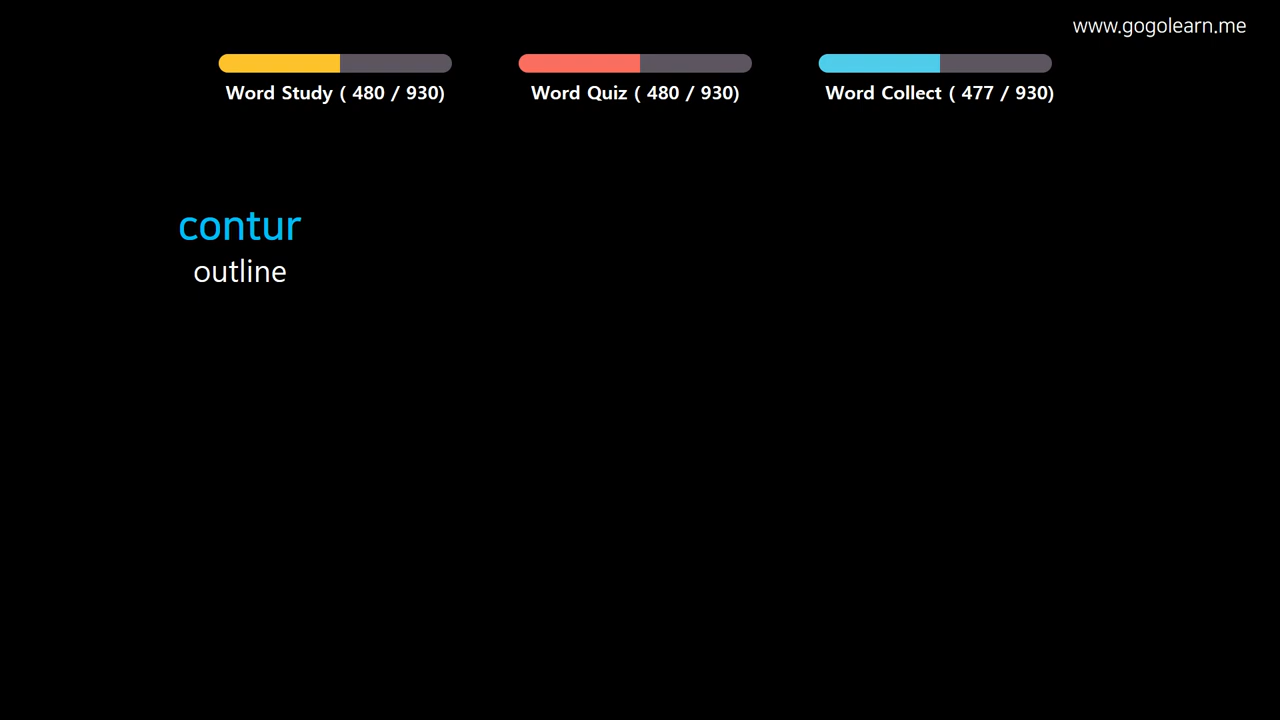 www.gogolearn.me
Word Study ( 480 / 930)
Word Quiz ( 480 / 930)
Word Collect ( 477 / 930)
contur
outline